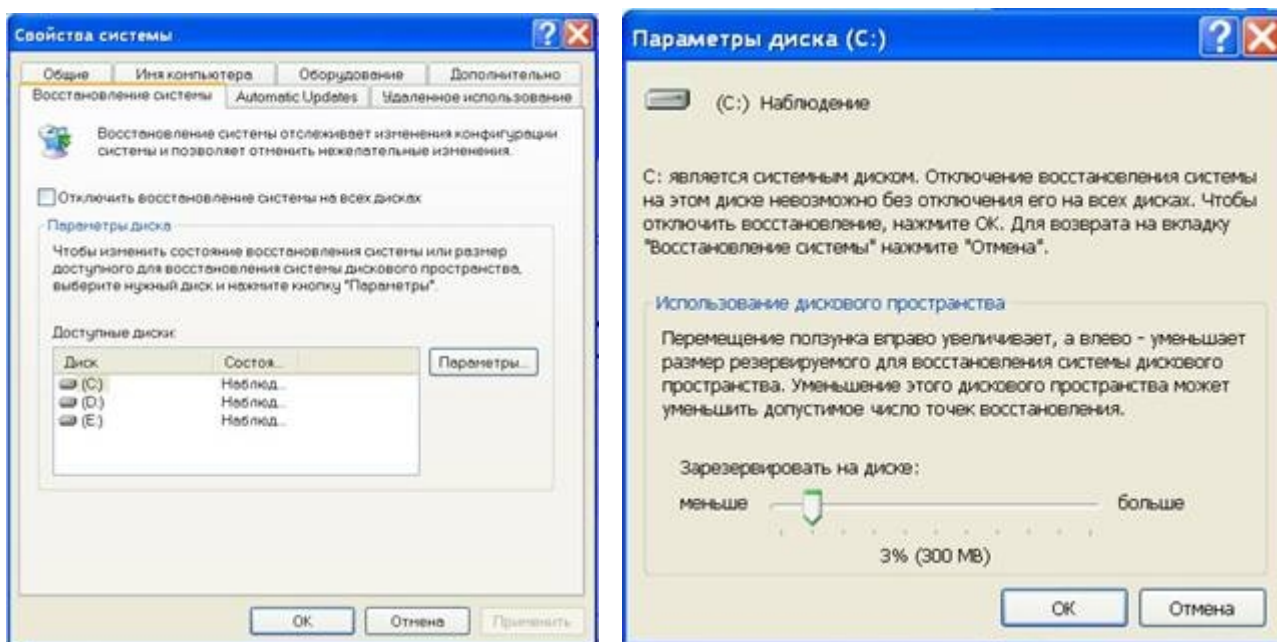 Свойства системы
Общие
Имя компьютера
Оборудование
Дополнительно
Восстановление системы
Automatic Updates
Удаленное использование
Восстановление системы отслеживает изменения конфигурации
системы и позволяет отменить нежелательные изменения.
Отключить восстановление системы на всех дисках
Параметры диска
Чтобы изменить состояние восстановления системы или размер
доступного для восстановления системы дискового пространства,
выберите нужный диск и нажмите кнопку "Параметры".
Доступные диски:
Диск Состоя...
(C:) Наблюд...
(D:) Наблюд...
(E:) Наблюд...
Параметры...
OK
Отмена
Применить
Параметры диска (C:)
(C:) Наблюдение
C: является системным диском. Отключение восстановления системы
на этом диске невозможно без отключения его на всех дисках. Чтобы
отключить восстановление, нажмите ОК. Для возврата на вкладку
"Восстановление системы" нажмите "Отмена".
Использование дискового пространства
Перемещение ползунка вправо увеличивает, а влево - уменьшает
размер резервируемого для восстановления системы дискового
пространства. Уменьшение этого дискового пространства может
уменьшить допустимое число точек восстановления.
Зарезервировать на диске:
меньше
больше
3% (300 MB)
OK
Отмена